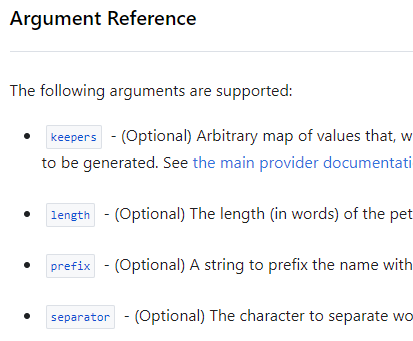 Argument Reference
The following arguments are supported:
keepers - (Optional) Arbitrary map of values that, w
to be generated. See the main provider documentati
length - (Optional) The length (in words) of the pet
prefix - (Optional) A string to prefix the name with
separator - (Optional) The character to separate wo